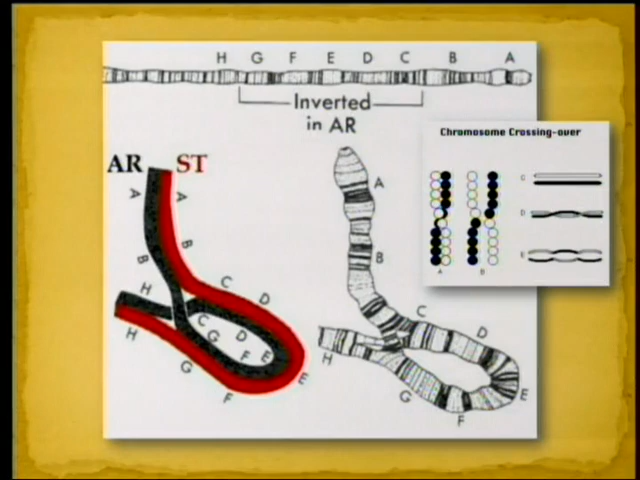 H G F E D C B A
Inverted
in AR
Chromosome Crossing-over
AR ST
A A
B B
H C D
C D
G F E
H G F E
A
B
C D
H G F E
C
D
E
A B